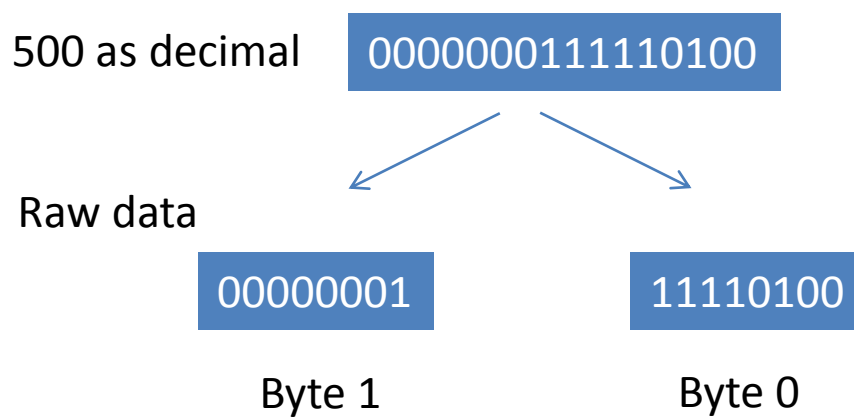 500 as decimal 0000000111110100
Raw data
00000001 11110100
Byte 1 Byte 0